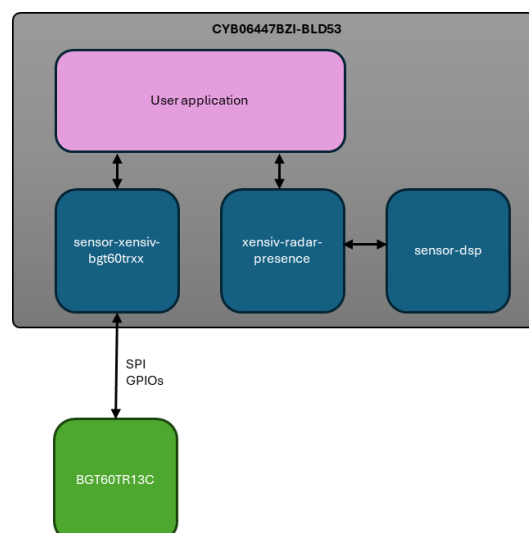 CYB06447BZI-BLD53
User application
sensor-xensiv-
bgt60trxx
xensiv-radar-
presence
sensor-dsp
SPI
GPIOs
BGT60TR13C